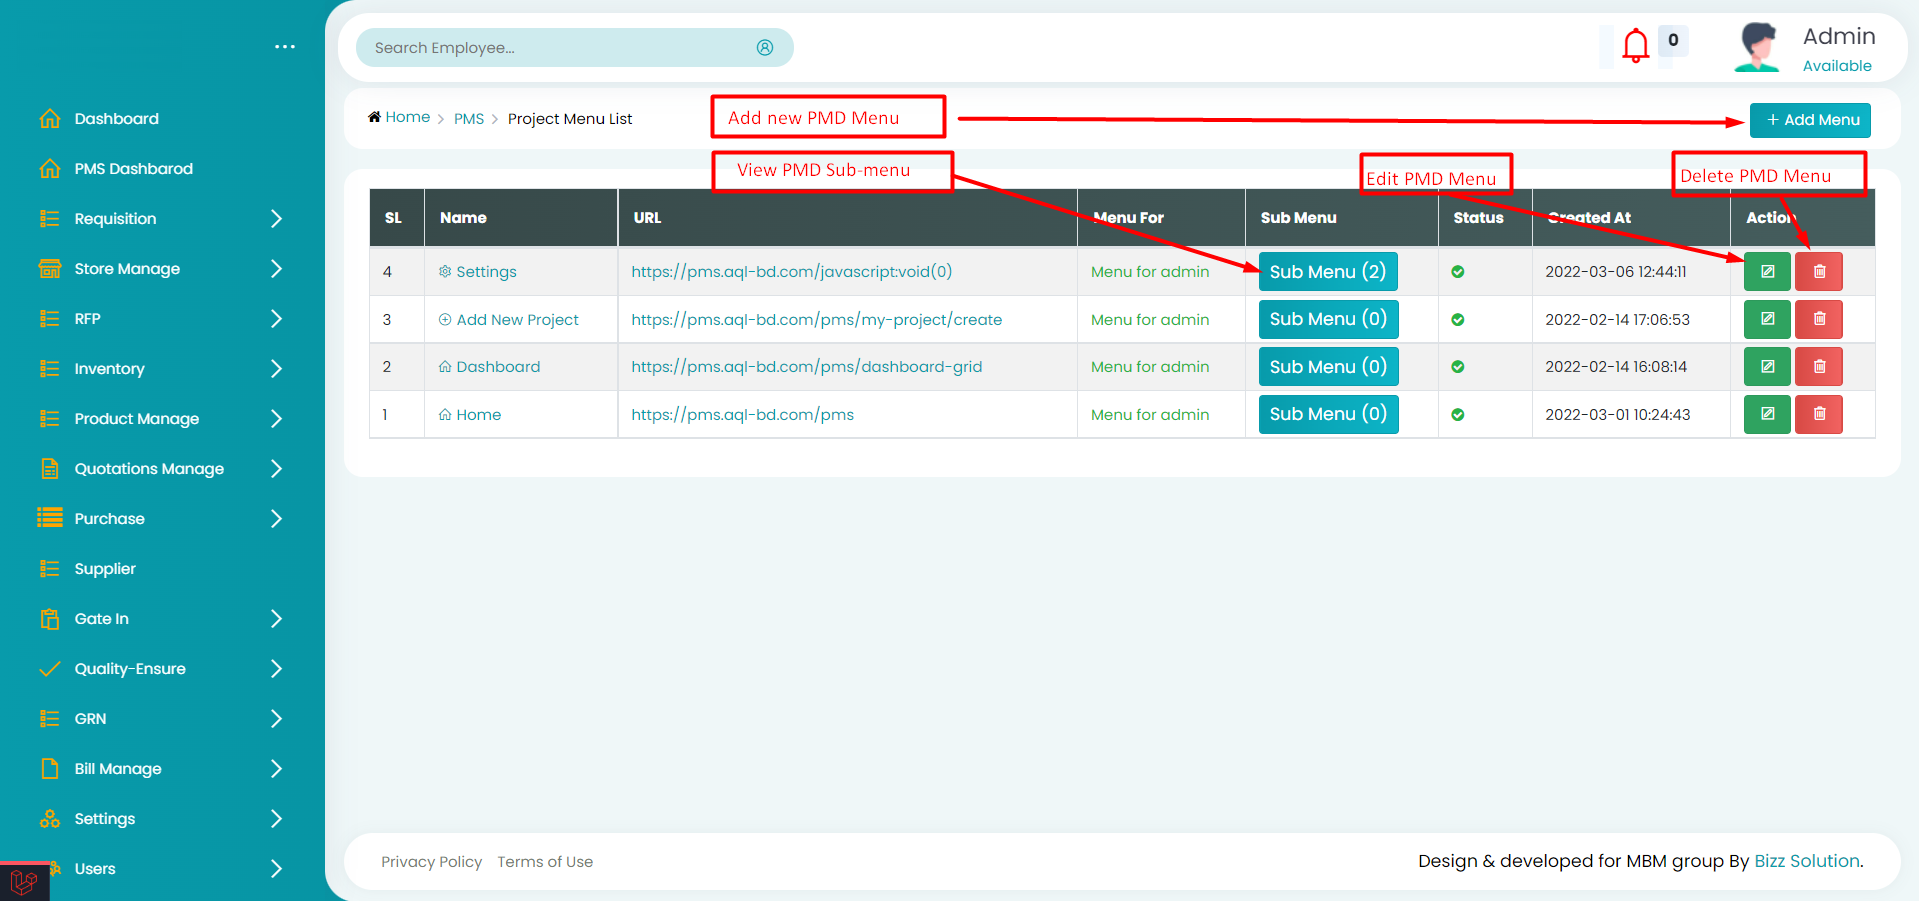 Search Employee...
0
Admin
Available
Dashboard
PMS Dashbarod
Requisition
Store Manage
RFP
Inventory
Product Manage
Quotations Manage
Purchase
Supplier
Gate In
Quality-Ensure
GRN
Bill Manage
Settings
Users
Home > PMS > Project Menu List
Add new PMD Menu
+ Add Menu
View PMD Sub-menu
Edit PMD Menu
Delete PMD Menu
SL Name URL Menu For Sub Menu Status Created At Action
4 Settings https://pms.aql-bd.com/javascript:void(0) Menu for admin Sub Menu (2) 2022-03-06 12:44:11
3 Add New Project https://pms.aql-bd.com/pms/my-project/create Menu for admin Sub Menu (0) 2022-02-14 17:06:53
2 Dashboard https://pms.aql-bd.com/pms/dashboard-grid Menu for admin Sub Menu (0) 2022-02-14 16:08:14
1 Home https://pms.aql-bd.com/pms Menu for admin Sub Menu (0) 2022-03-01 10:24:43
Privacy Policy Terms of Use
Design & developed for MBM group By Bizz Solution.